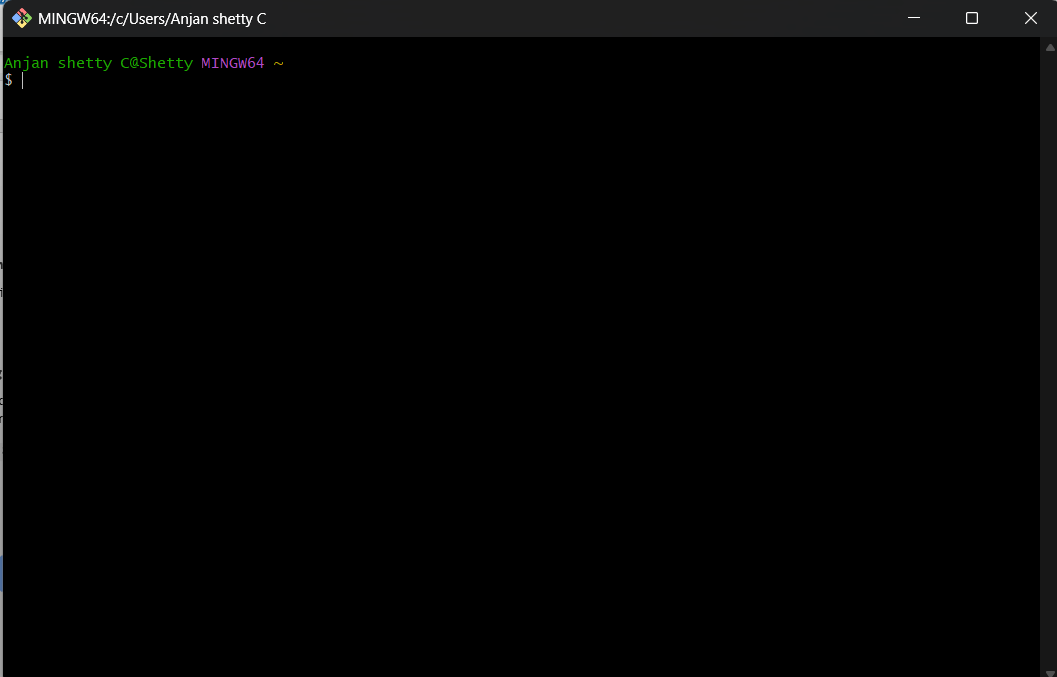 MINGW64:/c/Users/Anjan shetty C
Anjan shetty C@Shetty MINGW64 ~
$